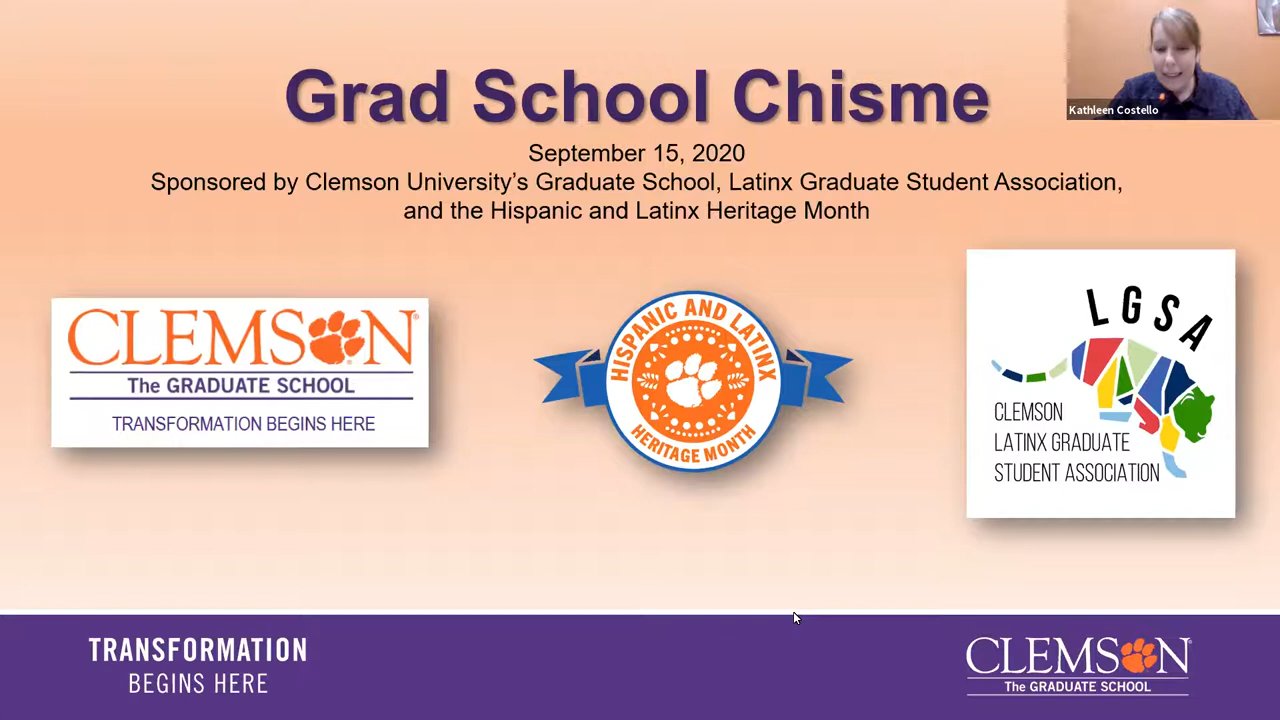 Grad School Chisme
Kathleen Costello
September 15, 2020
Sponsored by Clemson University's Graduate School, Latinx Graduate Student Association,
and the Hispanic and Latinx Heritage Month
CLEMSON®
The GRADUATE SCHOOL
TRANSFORMATION BEGINS HERE
HISPANIC AND LATINX
HERITAGE MONTH
LGSA
CLEMSON
LATINX GRADUATE
STUDENT ASSOCIATION
TRANSFORMATION
BEGINS HERE
CLEMSON®
The GRADUATE SCHOOL